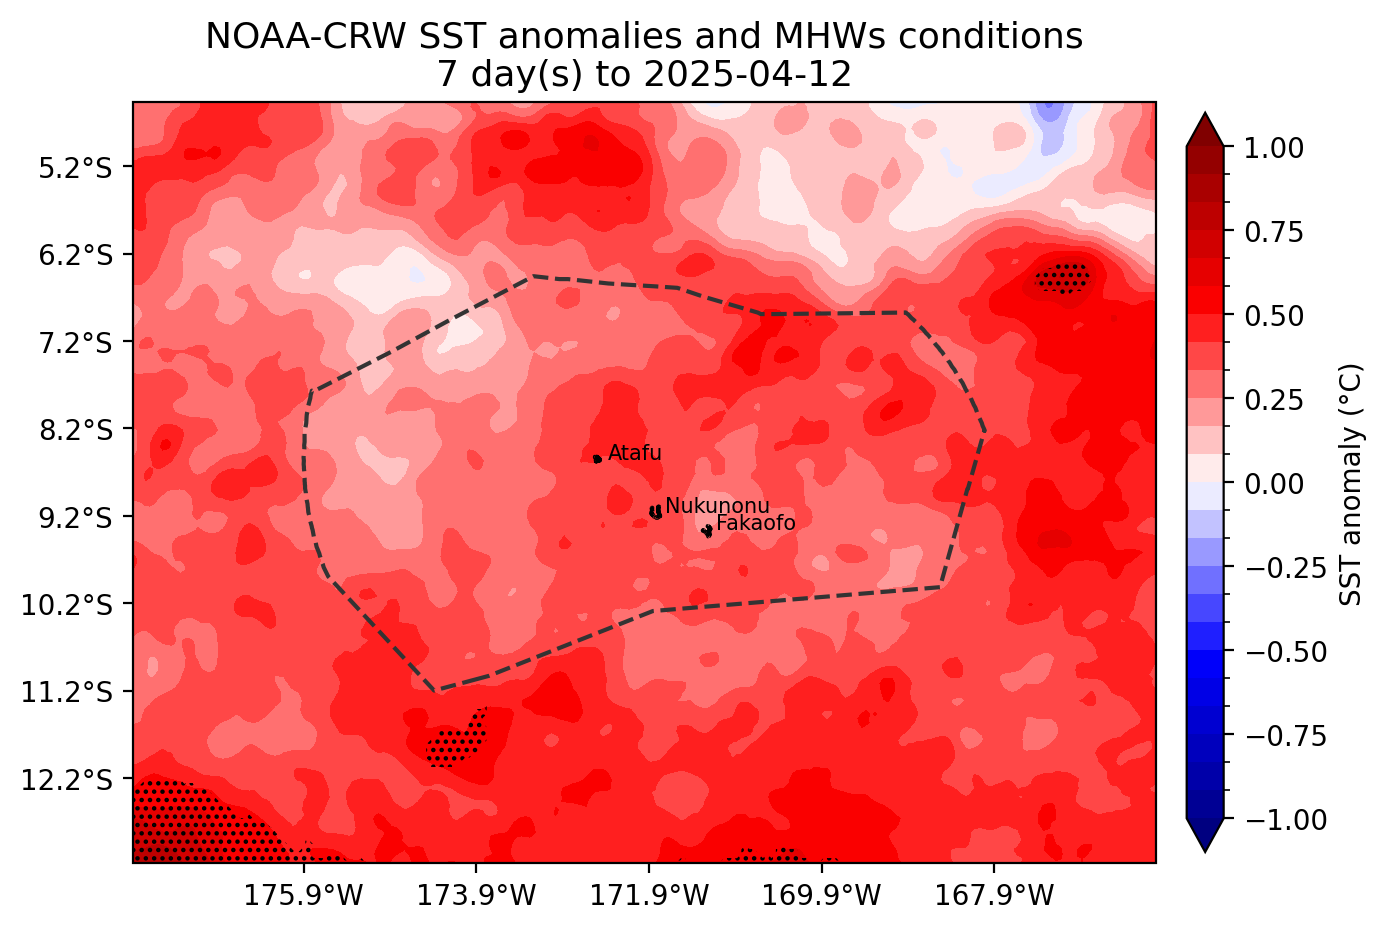 NOAA-CRW SST anomalies and MHWs conditions
7 day(s) to 2025-04-12
5.2°S
6.2°S
7.2°S
8.2°S
9.2°S
10.2°S
11.2°S
12.2°S
Atafu
Nukunonu
Fakaofo
175.9°W
173.9°W
171.9°W
169.9°W
167.9°W
1.00
0.75
0.50
0.25
0.00
−0.25
−0.50
−0.75
−1.00
SST anomaly (°C)